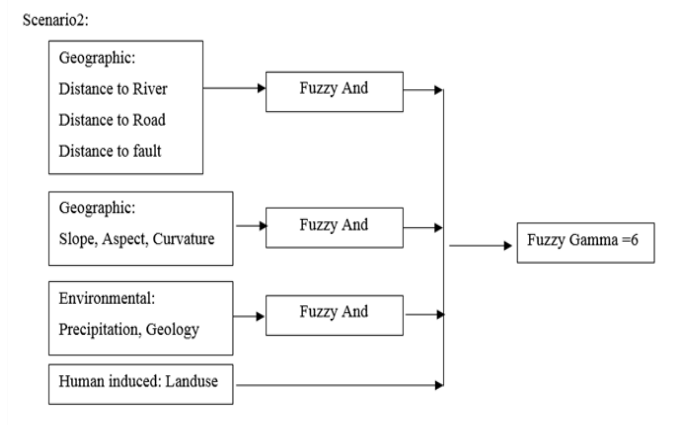 Scenario2:
Geographic:
Distance to River
Distance to Road
Distance to fault
Fuzzy And
Geographic:
Slope, Aspect, Curvature
Fuzzy And
Environmental:
Precipitation, Geology
Fuzzy And
Human induced: Landuse
Fuzzy Gamma =6